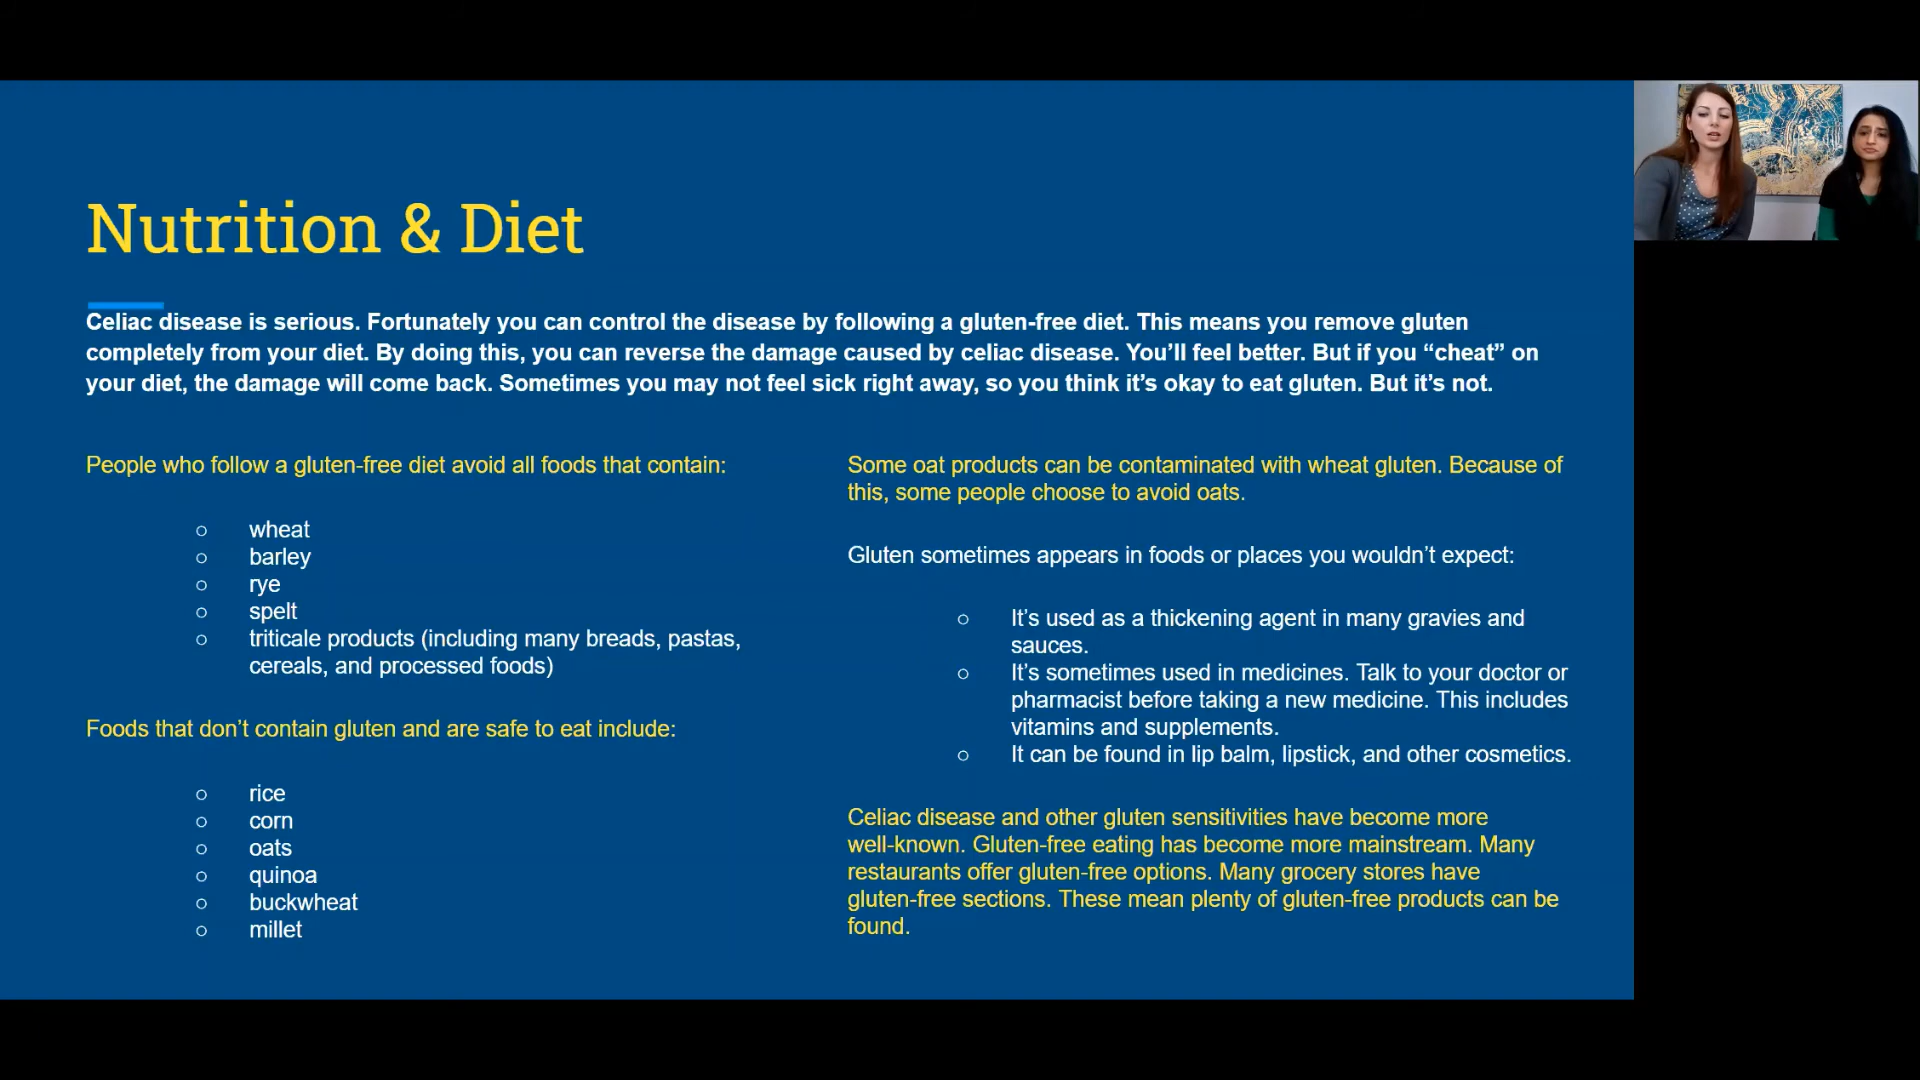 Nutrition & Diet
Celiac disease is serious. Fortunately you can control the disease by following a gluten-free diet. This means you remove gluten
completely from your diet. By doing this, you can reverse the damage caused by celiac disease. You’ll feel better. But if you “cheat” on
your diet, the damage will come back. Sometimes you may not feel sick right away, so you think it’s okay to eat gluten. But it’s not.
People who follow a gluten-free diet avoid all foods that contain:
wheat
barley
rye
spelt
triticale products (including many breads, pastas,
cereals, and processed foods)
Foods that don’t contain gluten and are safe to eat include:
rice
corn
oats
quinoa
buckwheat
millet
Some oat products can be contaminated with wheat gluten. Because of
this, some people choose to avoid oats.
Gluten sometimes appears in foods or places you wouldn’t expect:
It’s used as a thickening agent in many gravies and
sauces.
It’s sometimes used in medicines. Talk to your doctor or
pharmacist before taking a new medicine. This includes
vitamins and supplements.
It can be found in lip balm, lipstick, and other cosmetics.
Celiac disease and other gluten sensitivities have become more
well-known. Gluten-free eating has become more mainstream. Many
restaurants offer gluten-free options. Many grocery stores have
gluten-free sections. These mean plenty of gluten-free products can be
found.